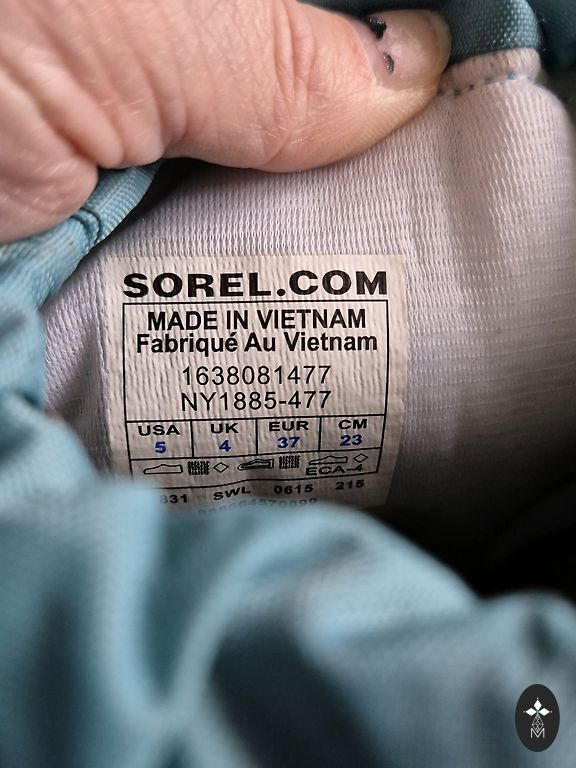 SOREL.COM
MADE IN VIETNAM
Fabriqué Au Vietnam
1638081477
NY1885-477
USA UK EUR CM
5 4 37 23
ECA-4
831 SWL 0615 215